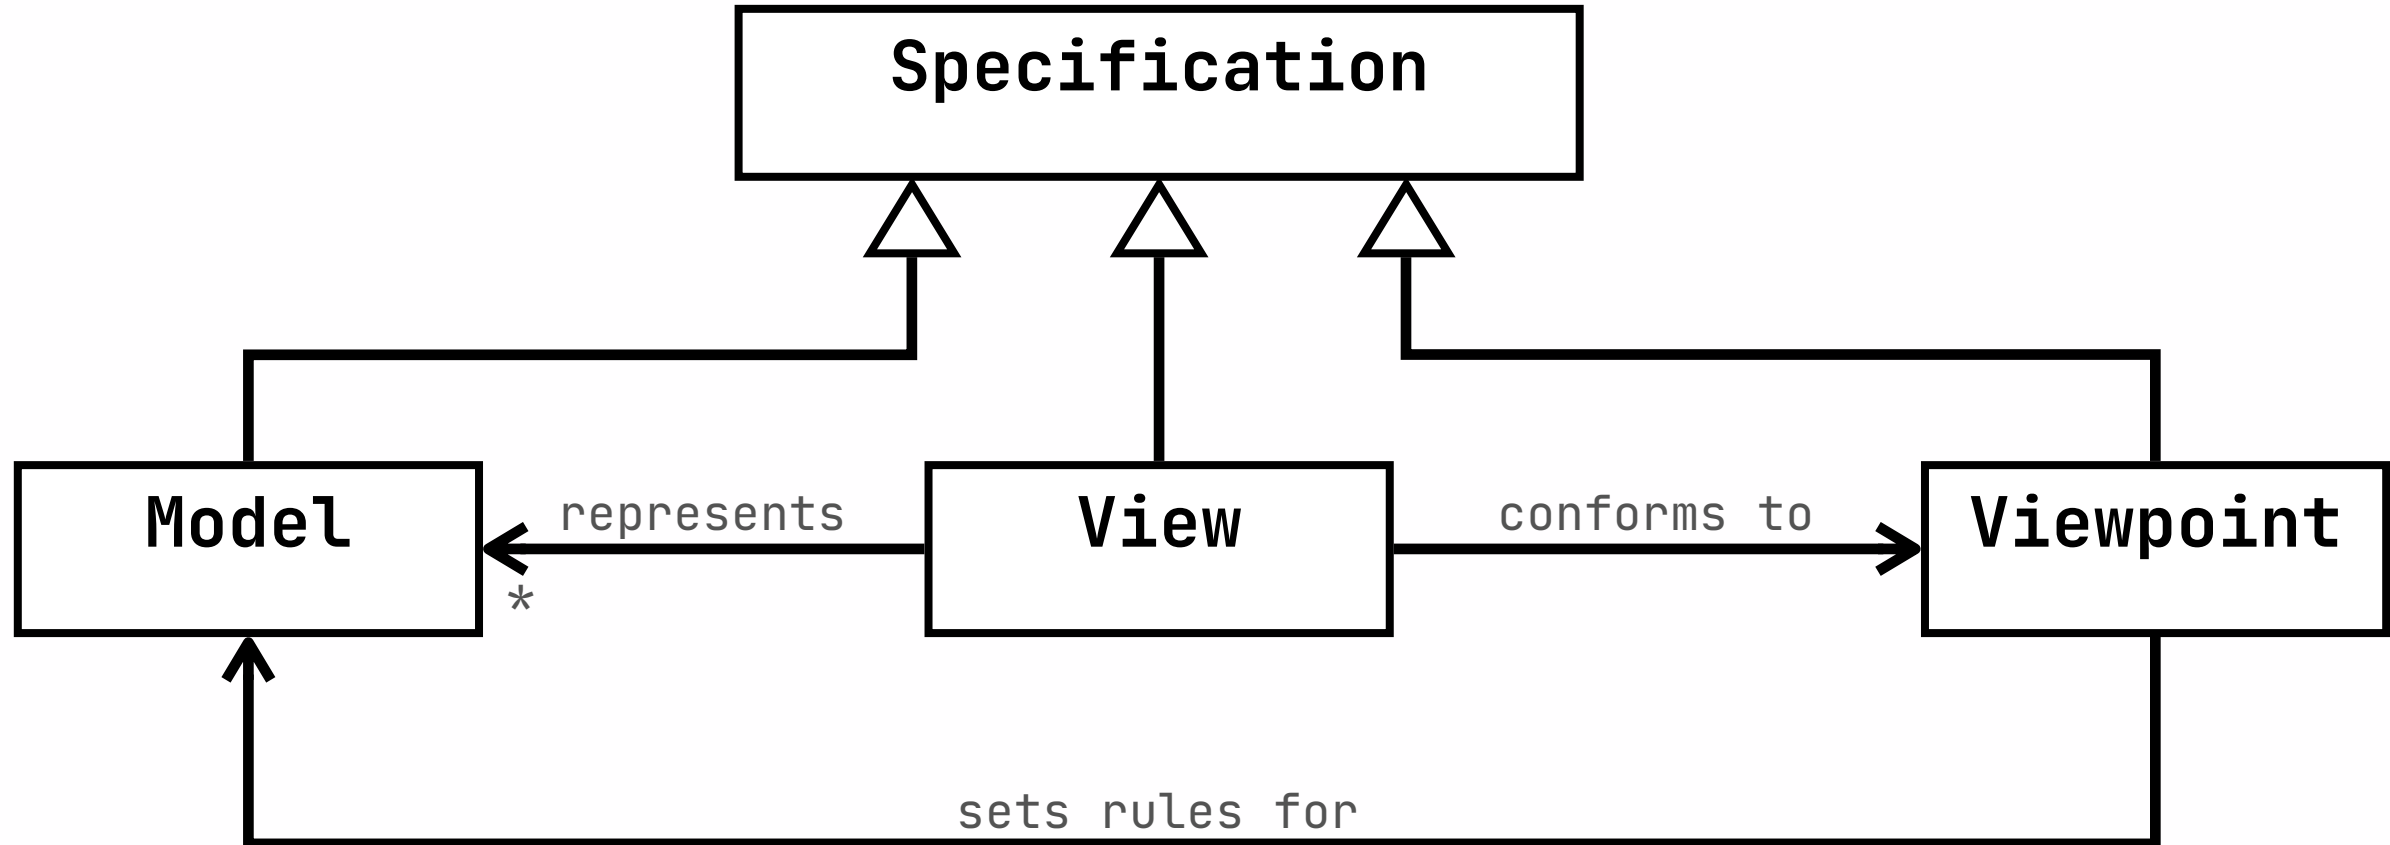 Specification
Model
represents
View
conforms to
Viewpoint
*
sets rules for